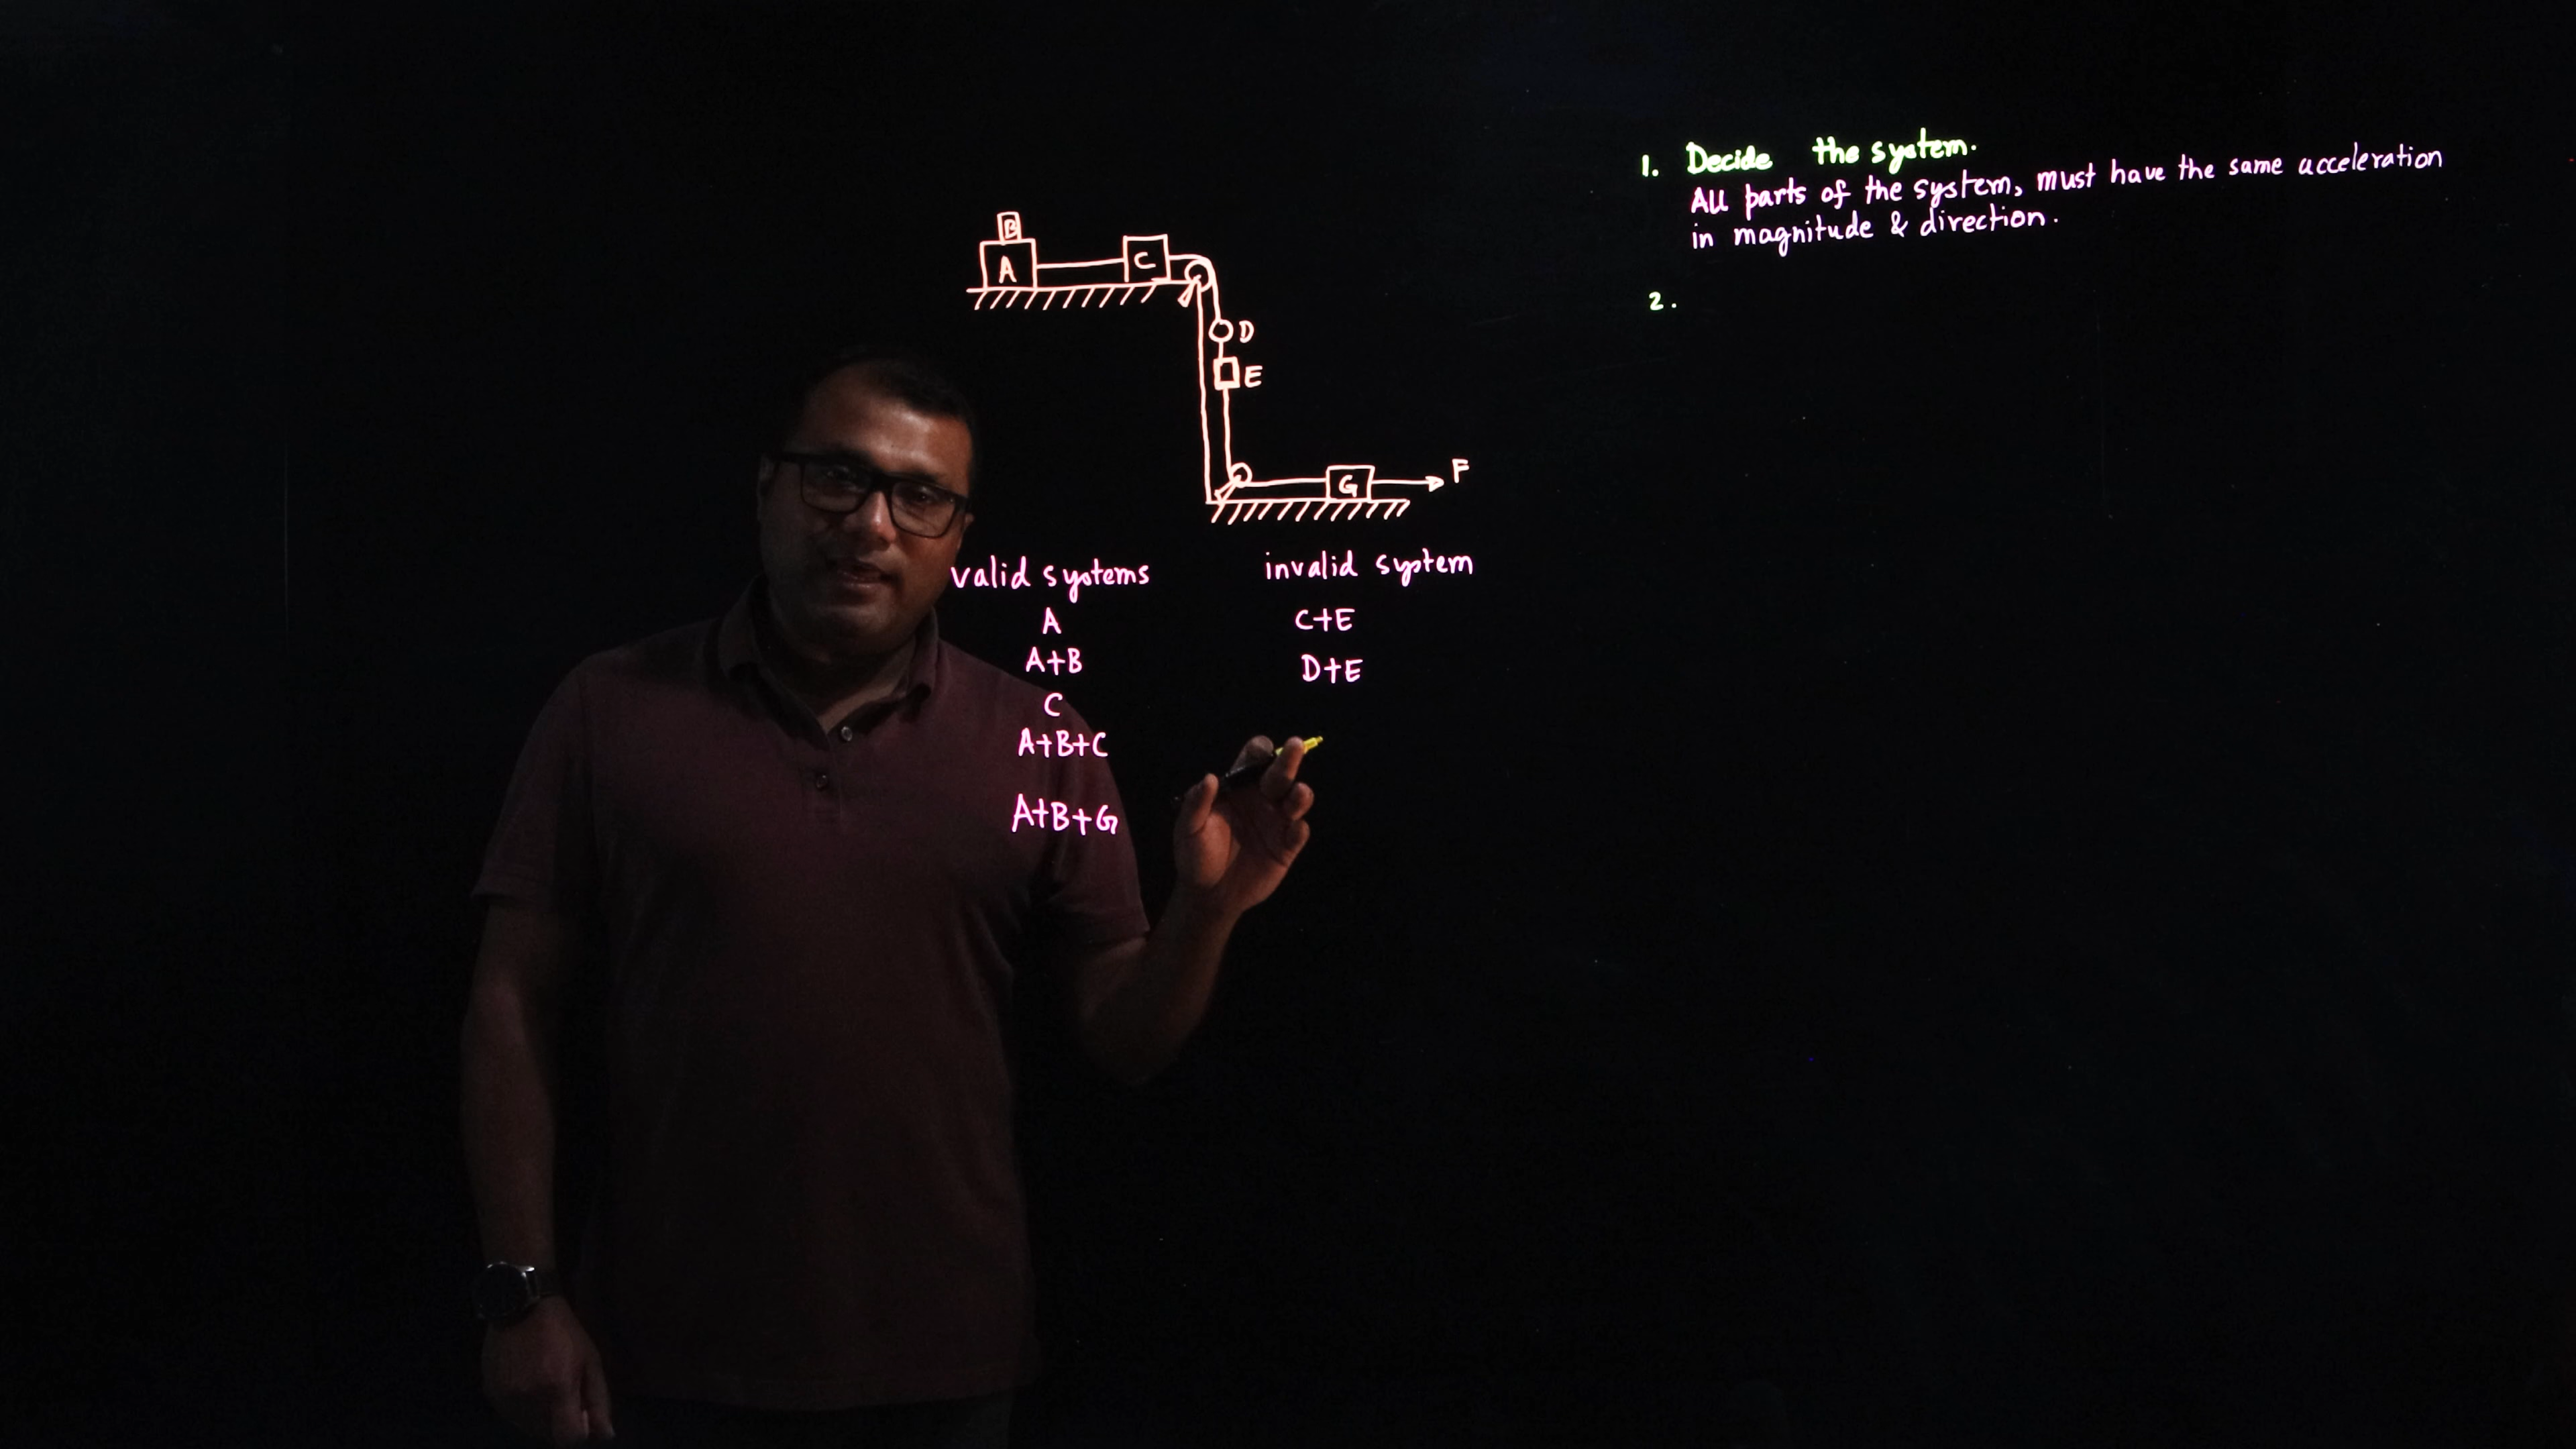 1. Decide the system.
All parts of the system, must have the same acceleration
in magnitude & direction.
2.
B
A
C
D
E
G
F
valid systems
A
A+B
C
A+B+C
A+B+G
invalid system
C+E
D+E